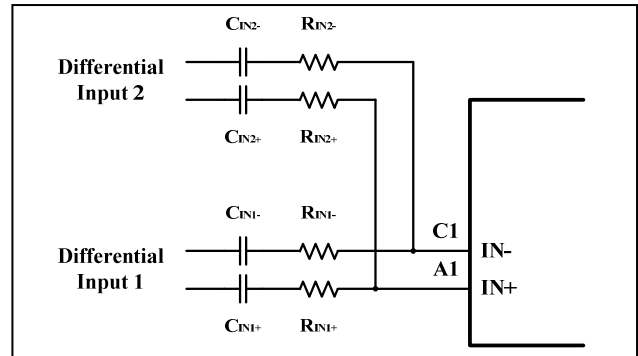 CIN2- RIN2-
Differential
Input 2
CIN2+ RIN2+
CIN1- RIN1-
C1
IN-
Differential
Input 1
A1
IN+
CIN1+ RIN1+